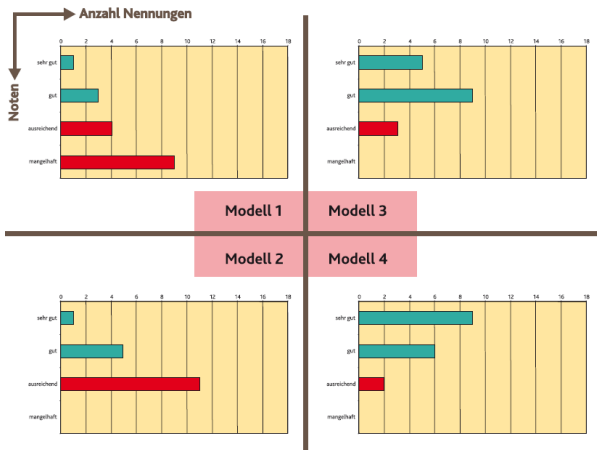 Anzahl Nennungen
Noten
0 2 4 6 8 10 12 14 16 18
sehr gut
gut
ausreichend
mangelhaft
0 2 4 6 8 10 12 14 16 18
sehr gut
gut
ausreichend
mangelhaft
Modell 1
Modell 3
Modell 2
Modell 4
0 2 4 6 8 10 12 14 16 18
sehr gut
gut
ausreichend
mangelhaft
0 2 4 6 8 10 12 14 16 18
sehr gut
gut
ausreichend
mangelhaft